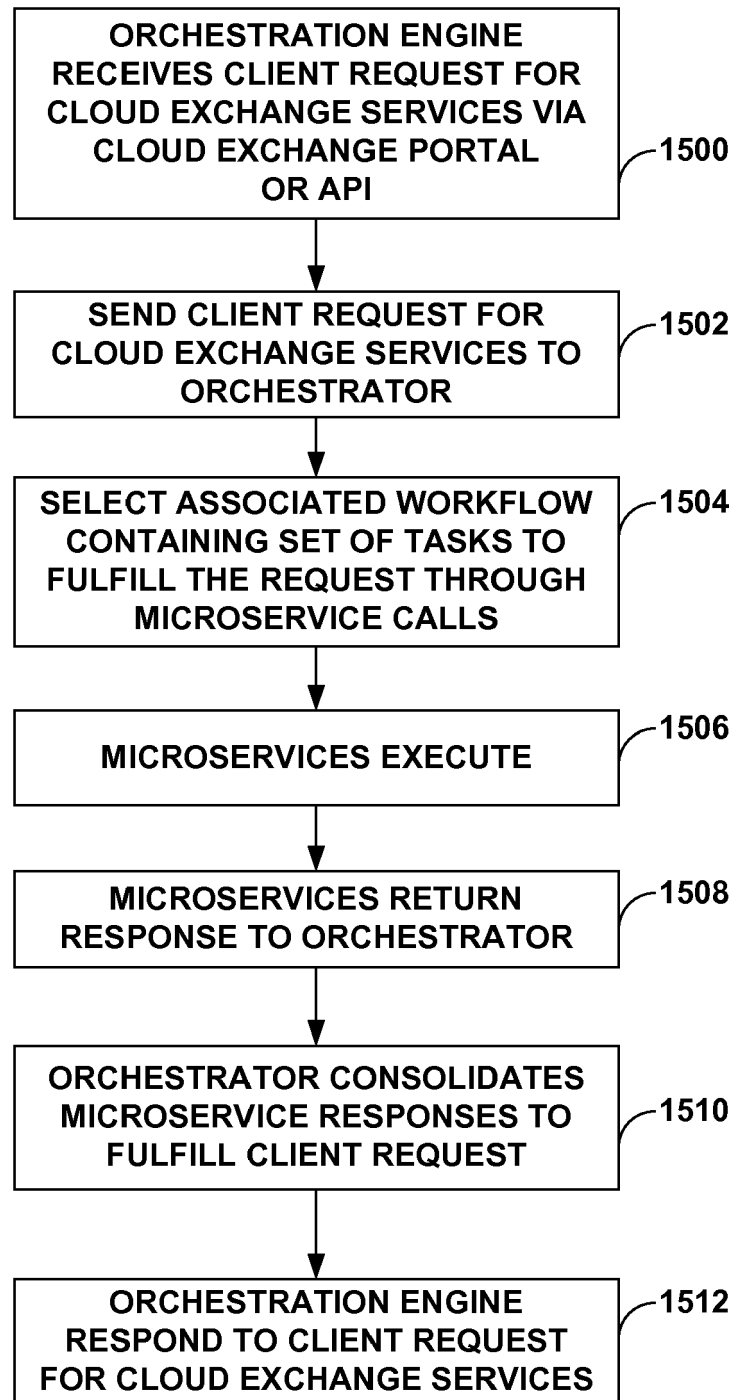 ORCHESTRATION ENGINE
RECEIVES CLIENT REQUEST FOR
CLOUD EXCHANGE SERVICES VIA
CLOUD EXCHANGE PORTAL
OR API
1500
SEND CLIENT REQUEST FOR
CLOUD EXCHANGE SERVICES TO
ORCHESTRATOR
1502
SELECT ASSOCIATED WORKFLOW
CONTAINING SET OF TASKS TO
FULFILL THE REQUEST THROUGH
MICROSERVICE CALLS
1504
MICROSERVICES EXECUTE
1506
MICROSERVICES RETURN
RESPONSE TO ORCHESTRATOR
1508
ORCHESTRATOR CONSOLIDATES
MICROSERVICE RESPONSES TO
FULFILL CLIENT REQUEST
1510
ORCHESTRATION ENGINE
RESPOND TO CLIENT REQUEST
FOR CLOUD EXCHANGE SERVICES
1512